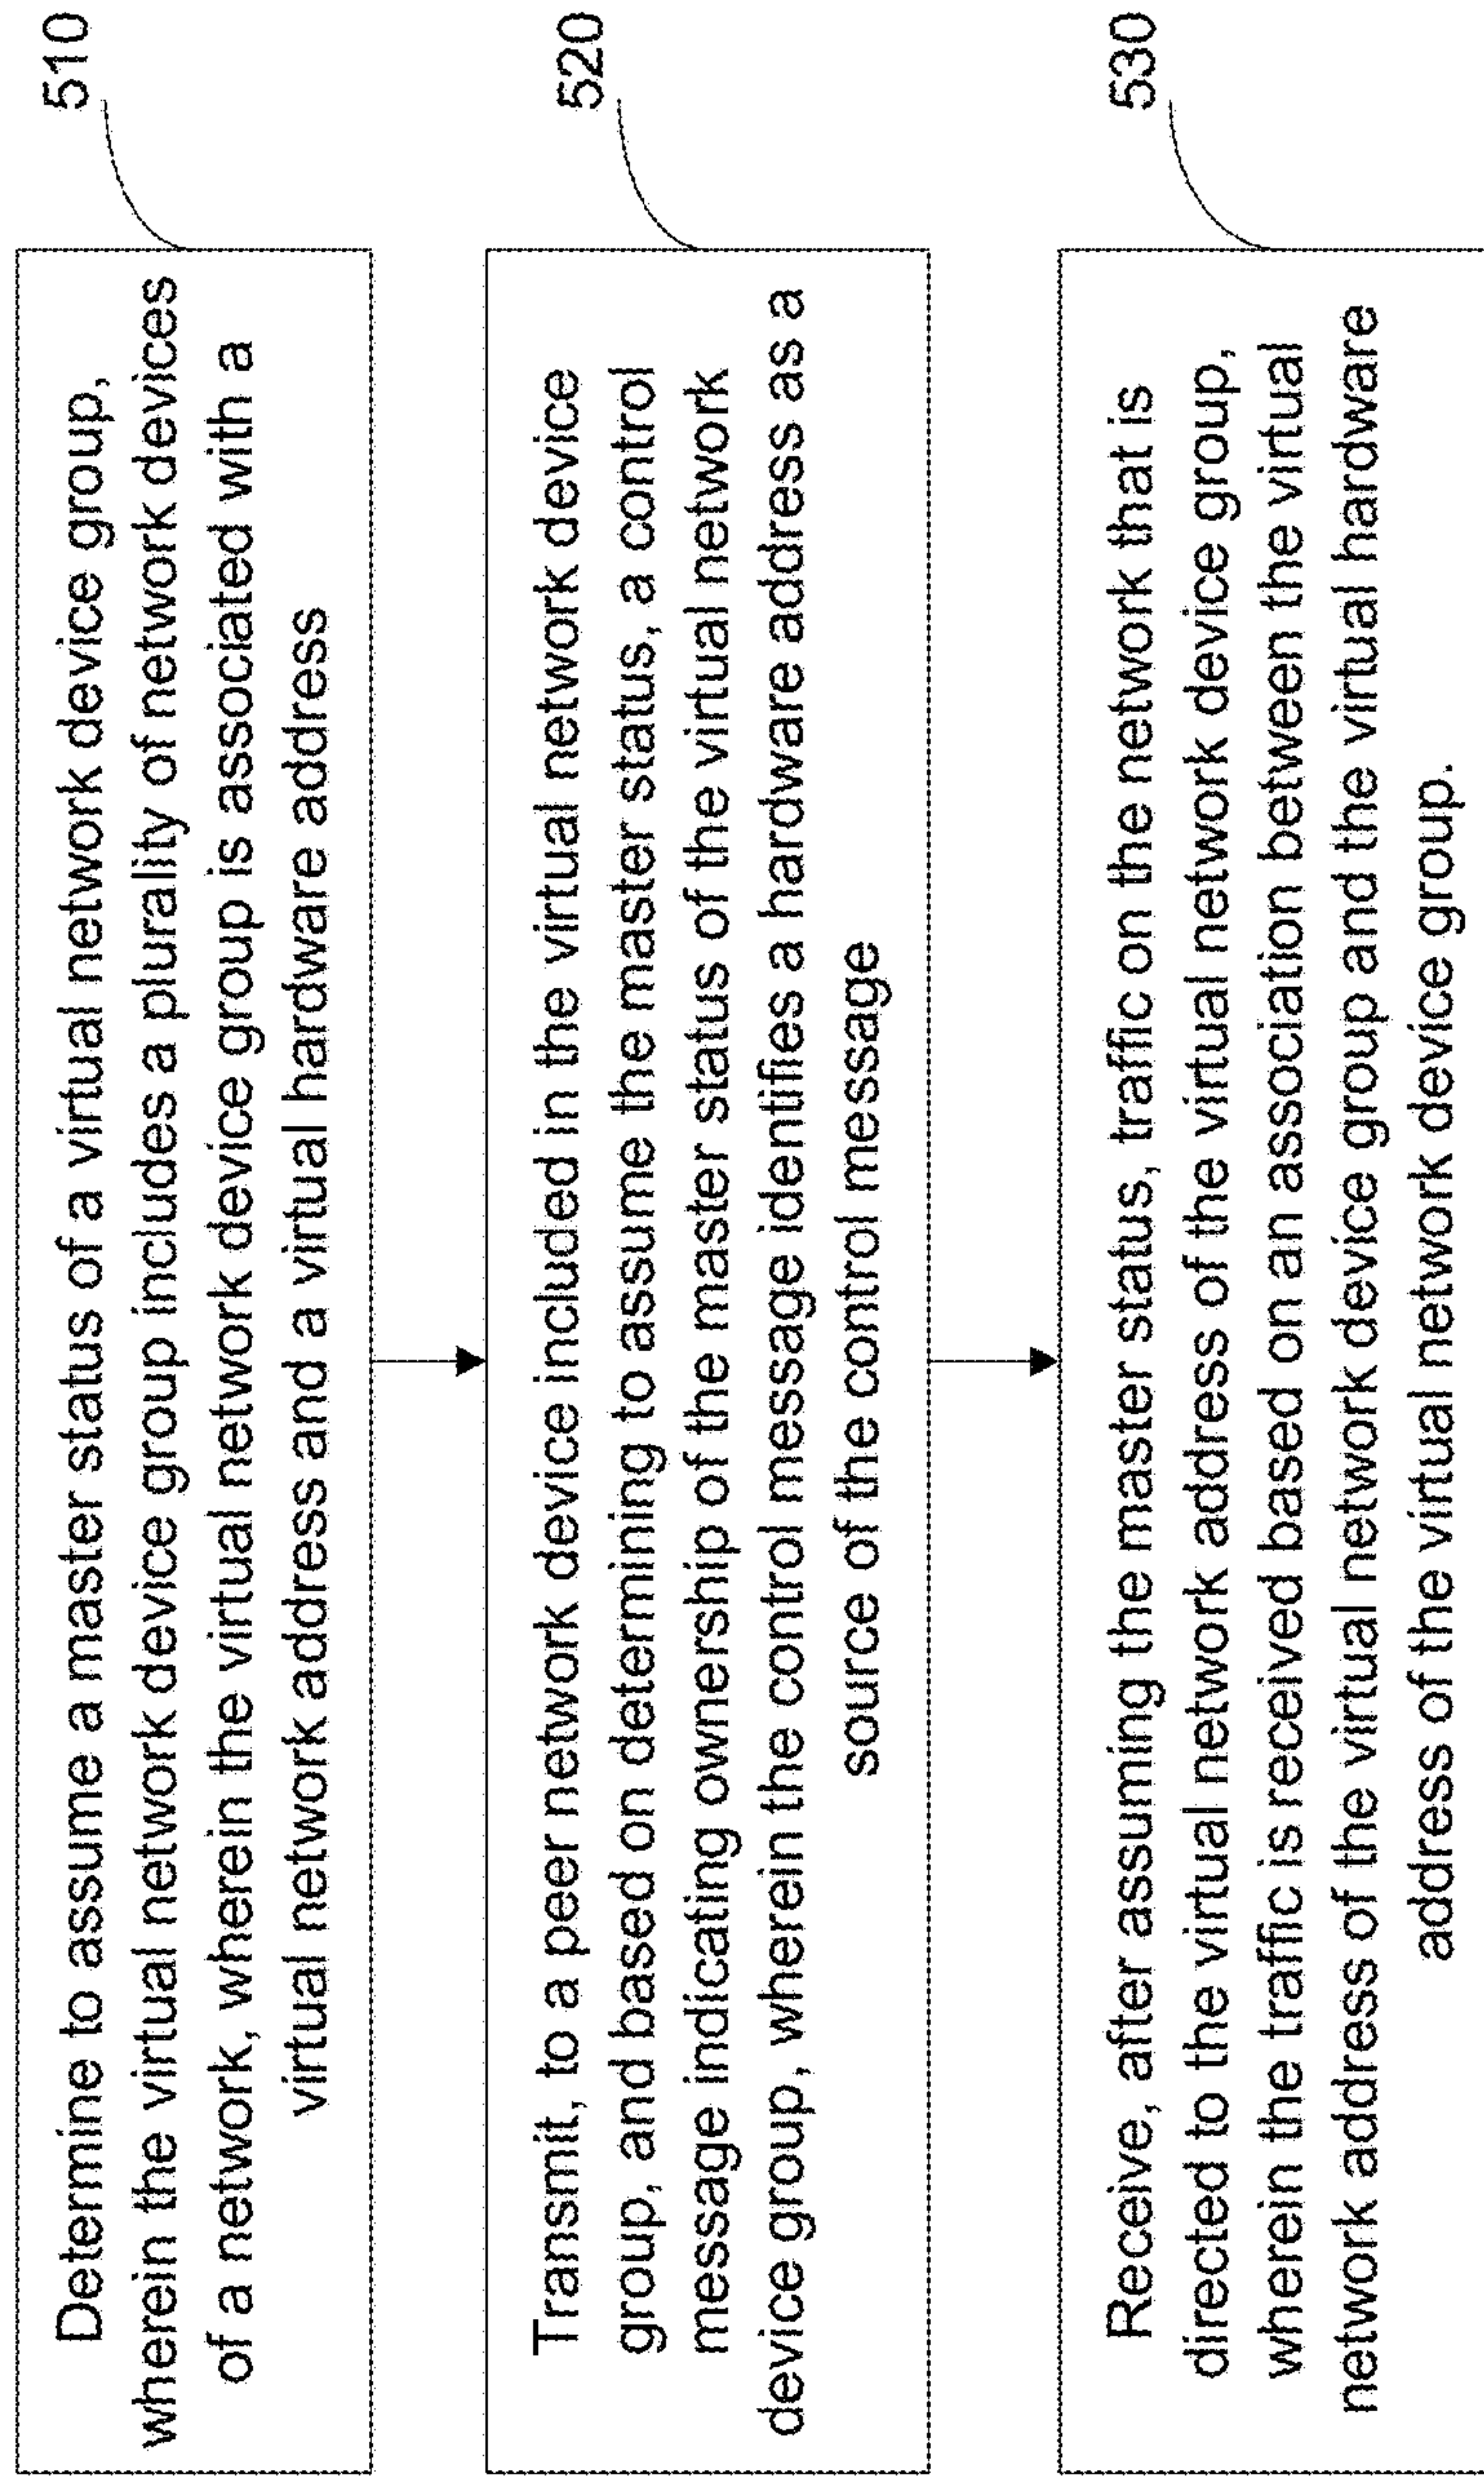 510
Determine to assume a master status of a virtual network device group,
wherein the virtual network device group includes a plurality of network devices
of a network, wherein the virtual network device group is associated with a
virtual network address and a virtual hardware address
520
Transmit, to a peer network device included in the virtual network device
group, and based on determining to assume the master status, a control
message indicating ownership of the master status of the virtual network
device group, wherein the control message identifies a hardware address as a
source of the control message
530
Receive, after assuming the master status, traffic on the network that is
directed to the virtual network address of the virtual network device group,
wherein the traffic is received based on an association between the virtual
network address of the virtual network device group and the virtual hardware
address of the virtual network device group.